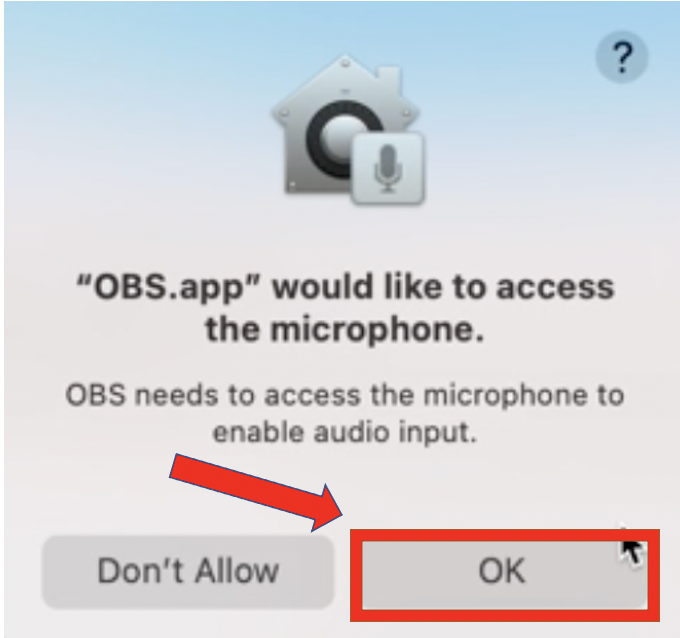 ?
“OBS.app” would like to access
the microphone.
OBS needs to access the microphone to
enable audio input.
Don't Allow
OK